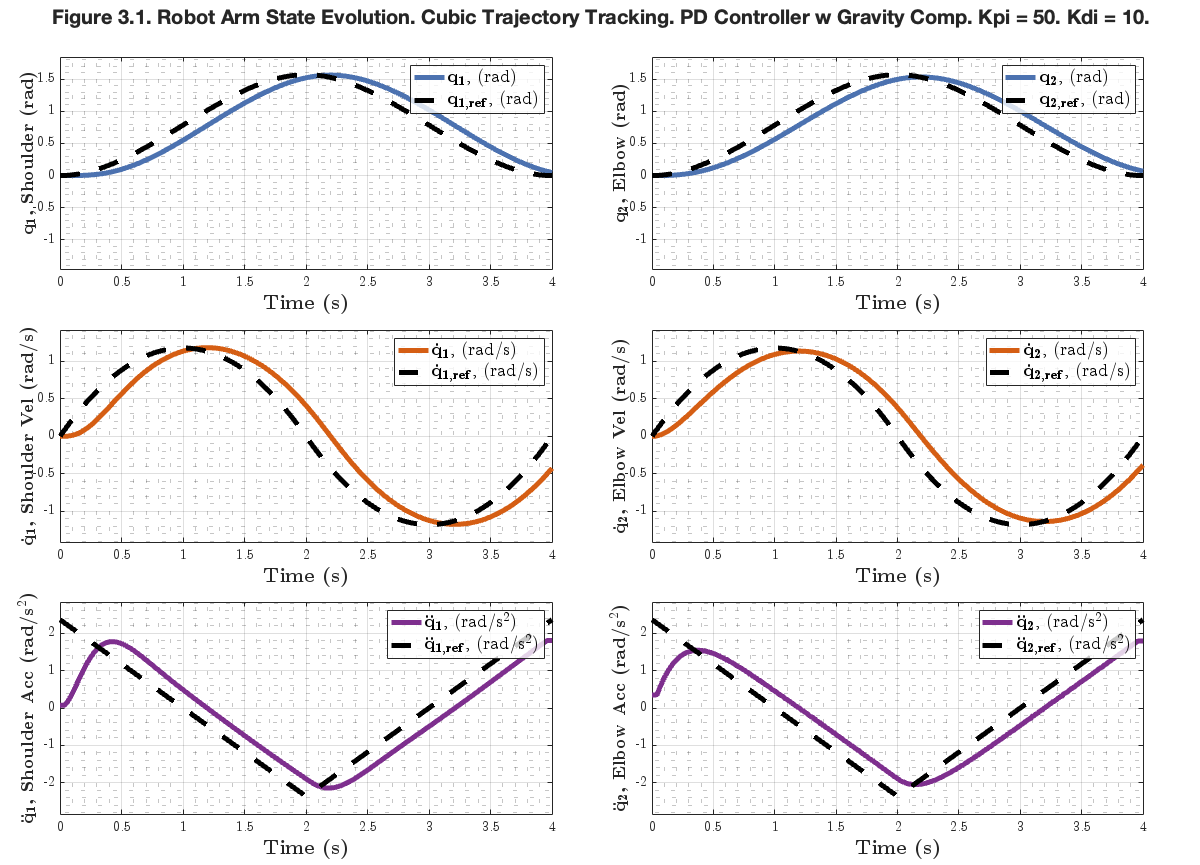 Figure 3.1. Robot Arm State Evolution. Cubic Trajectory Tracking. PD Controller w Gravity Comp. Kpi = 50. Kdi = 10.
q1, Shoulder (rad)
1.5
1
0.5
0
-0.5
-1
q1, (rad)
q1,ref, (rad)
0 0.5 1 1.5 2 2.5 3 3.5 4
Time (s)
q2, Elbow (rad)
1.5
1
0.5
0
-0.5
-1
q2, (rad)
q2,ref, (rad)
0 0.5 1 1.5 2 2.5 3 3.5 4
Time (s)
q̇1, Shoulder Vel (rad/s)
1
0.5
0
-0.5
-1
q̇1, (rad/s)
q̇1,ref, (rad/s)
0 0.5 1 1.5 2 2.5 3 3.5 4
Time (s)
q̇2, Elbow Vel (rad/s)
1
0.5
0
-0.5
-1
q̇2, (rad/s)
q̇2,ref, (rad/s)
0 0.5 1 1.5 2 2.5 3 3.5 4
Time (s)
q̈1, Shoulder Acc (rad/s²)
2
1
0
-1
-2
q̈1, (rad/s²)
q̈1,ref, (rad/s²)
0 0.5 1 1.5 2 2.5 3 3.5 4
Time (s)
q̈2, Elbow Acc (rad/s²)
2
1
0
-1
-2
q̈2, (rad/s²)
q̈2,ref, (rad/s²)
0 0.5 1 1.5 2 2.5 3 3.5 4
Time (s)